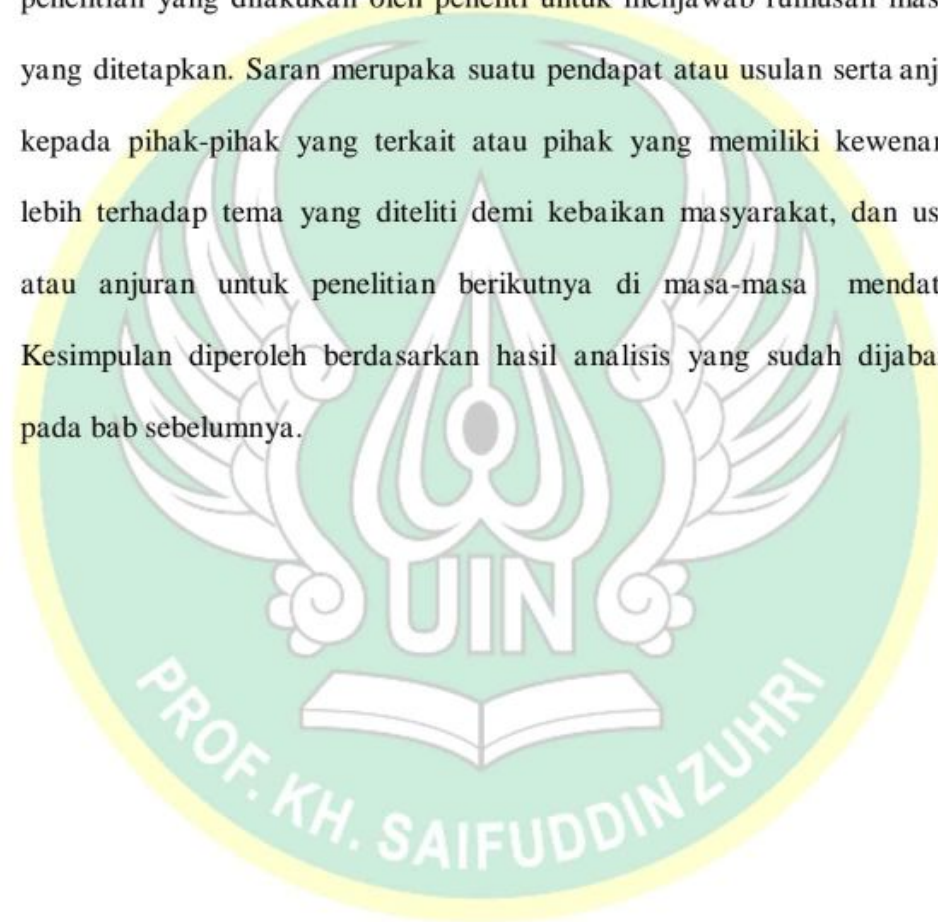 penelitian yang dilakukan oleh peneliti untuk menjawab rumusan mas
yang ditetapkan. Saran merupaka suatu pendapat atau usulan serta anj
kepada pihak-pihak yang terkait atau pihak yang memiliki kewenan
lebih terhadap tema yang diteliti demi kebaikan masyarakat, dan us
atau anjuran untuk penelitian berikutnya di masa-masa mendat
Kesimpulan diperoleh berdasarkan hasil analisis yang sudah dijaba
pada bab sebelumnya.
UIN
PROF. KH. SAIFUDDIN ZUHRI